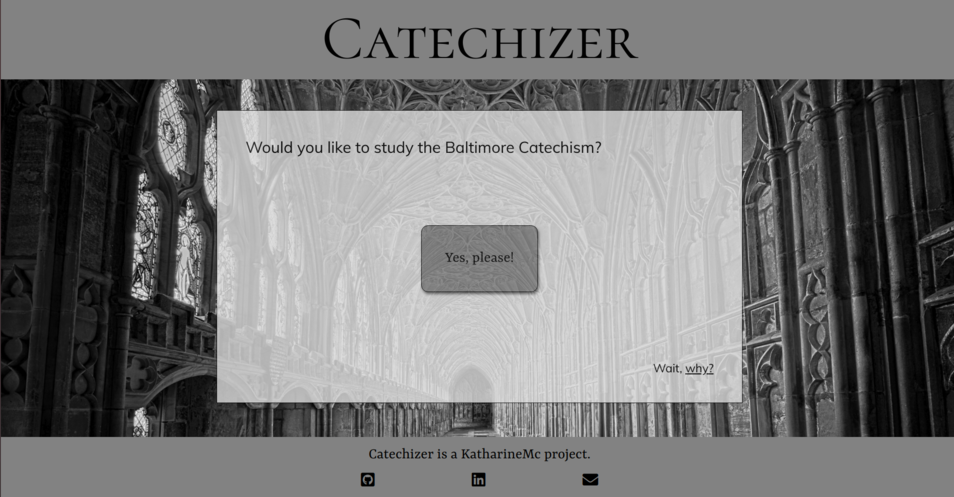 Catechizer
Would you like to study the Baltimore Catechism?
Yes, please!
Wait, why?
Catechizer is a KatharineMc project.